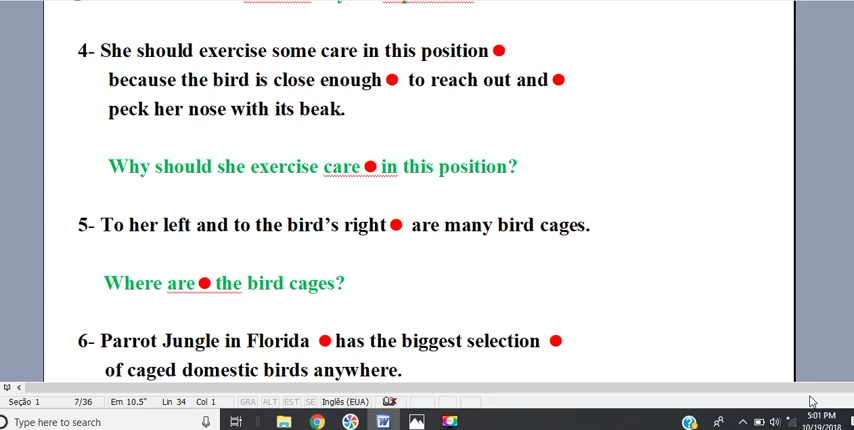 4- She should exercise some care in this position
because the bird is close enough to reach out and
peck her nose with its beak.
Why should she exercise care in this position?
5- To her left and to the bird's right are many bird cages.
Where are the bird cages?
6- Parrot Jungle in Florida has the biggest selection
of caged domestic birds anywhere.
Seção 1 7/36 Em 10.5" Lin 34 Col 1 GRA ALT EST SE Inglês (EUA)
Type here to search
5:01 PM
10/19/2018